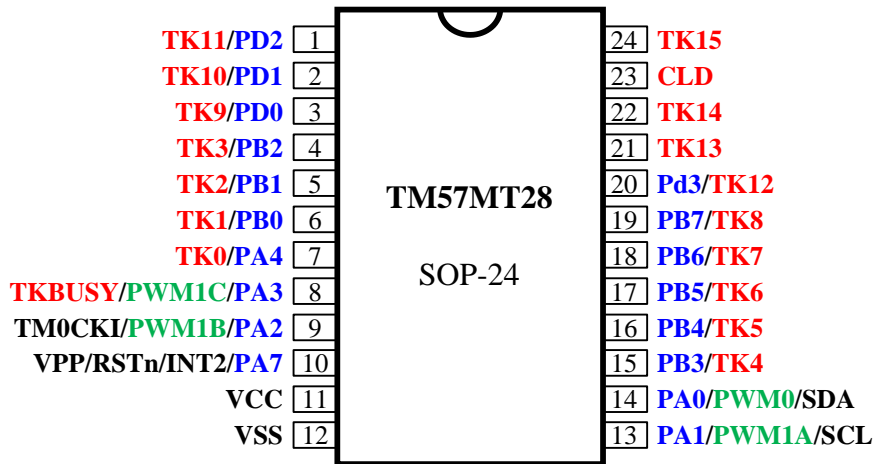 TK11/PD2 1 24 TK15
TK10/PD1 2 23 CLD
TK9/PD0 3 22 TK14
TK3/PB2 4 21 TK13
TK2/PB1 5 20 Pd3/TK12
TM57MT28
TK1/PB0 6 19 PB7/TK8
TK0/PA4 7 18 PB6/TK7
SOP-24
TKBUSY/PWM1C/PA3 8 17 PB5/TK6
TM0CKI/PWM1B/PA2 9 16 PB4/TK5
VPP/RSTn/INT2/PA7 10 15 PB3/TK4
VCC 11 14 PA0/PWM0/SDA
VSS 12 13 PA1/PWM1A/SCL